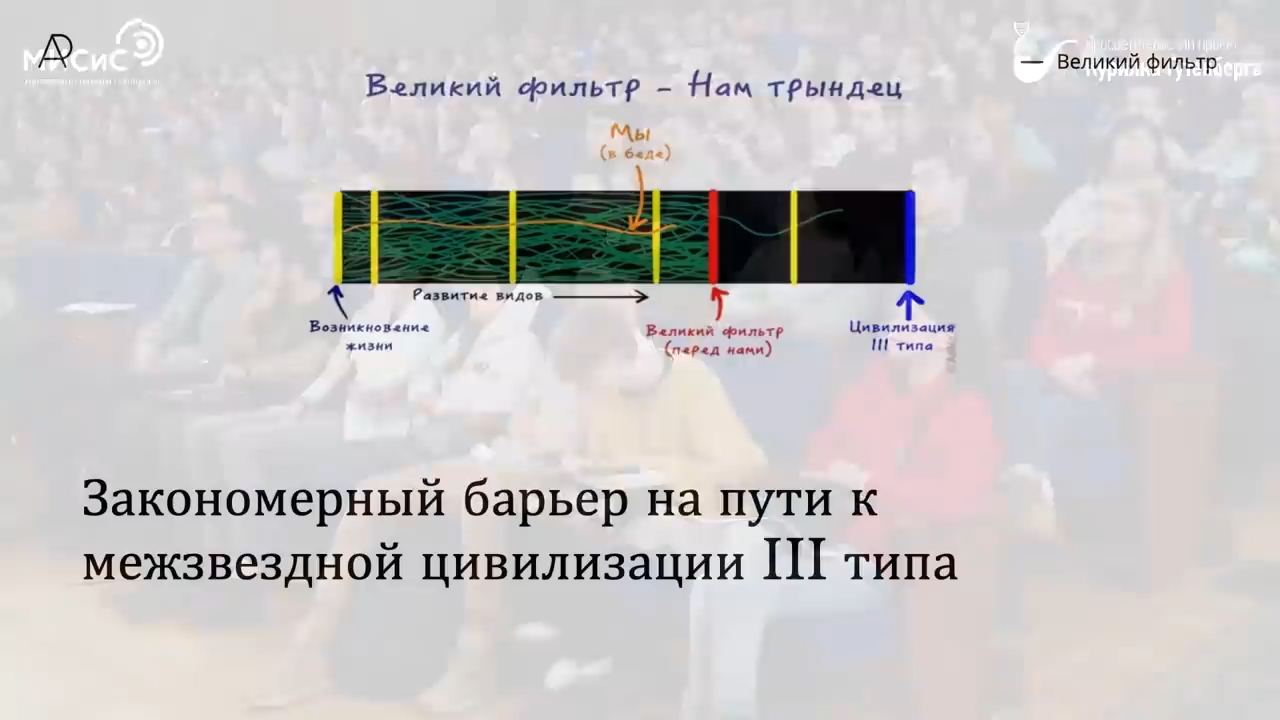 МИСиС
— Великий фильтр
Великий фильтр – Нам трындец
Мы
(в беде)
Развитие видов
Возникновение
жизни
Великий фильтр
(перед нами)
Цивилизация
III типа
Закономерный барьер на пути к
межзвездной цивилизации III типа